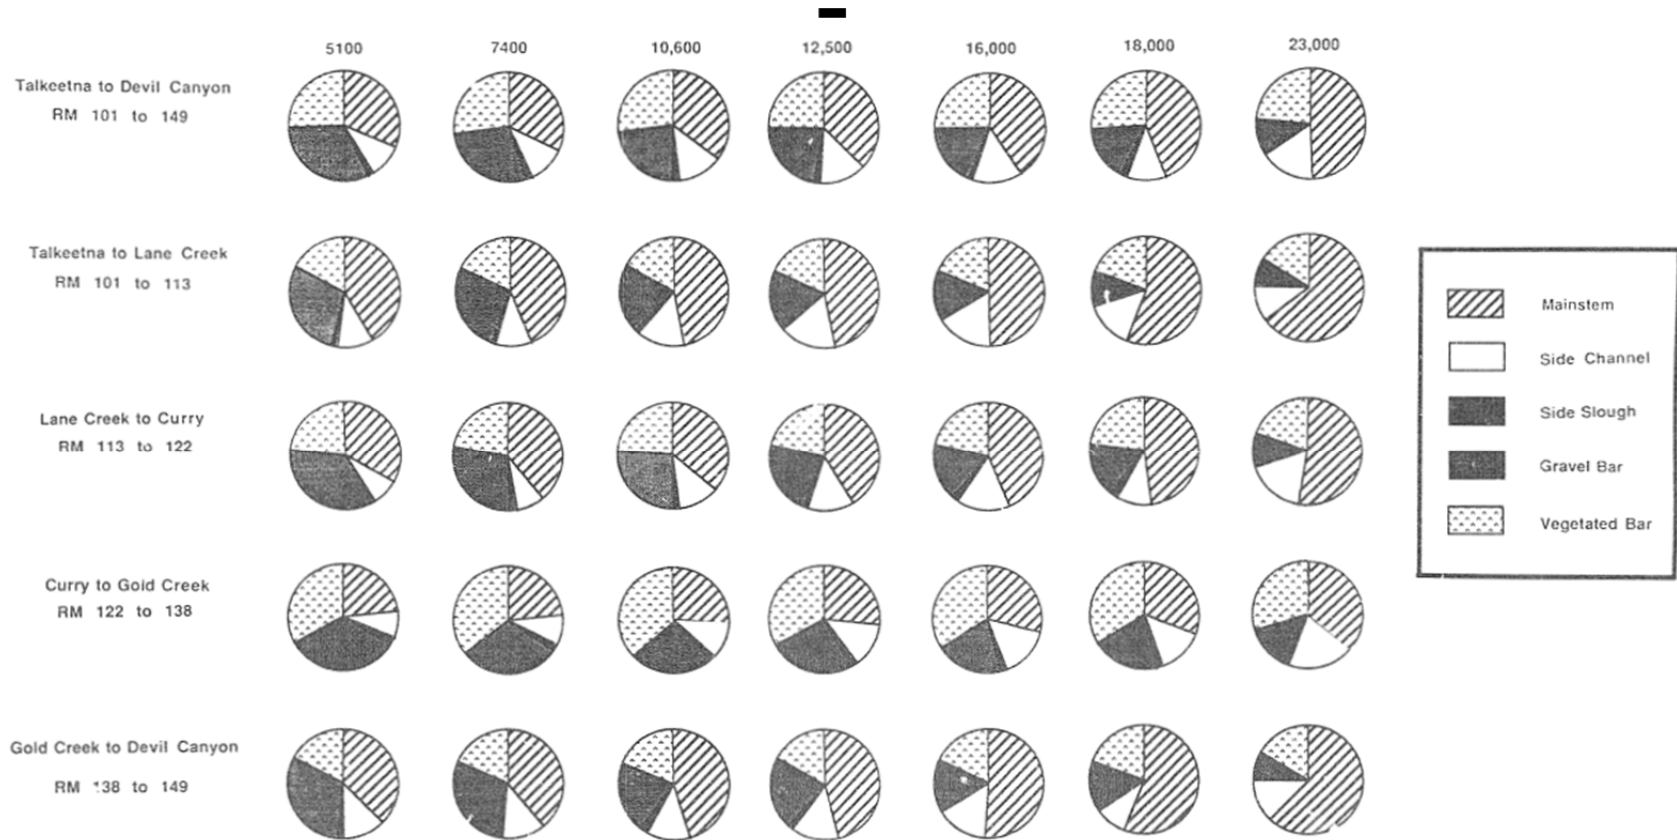 5100 7400 10,600 12,500 16,000 18,000 23,000
Talkeetna to Devil Canyon
RM 101 to 149
Talkeetna to Lane Creek
RM 101 to 113
Lane Creek to Curry
RM 113 to 122
Curry to Gold Creek
RM 122 to 138
Gold Creek to Devil Canyon
RM 138 to 149
Mainstem
Side Channel
Side Slough
Gravel Bar
Vegetated Bar